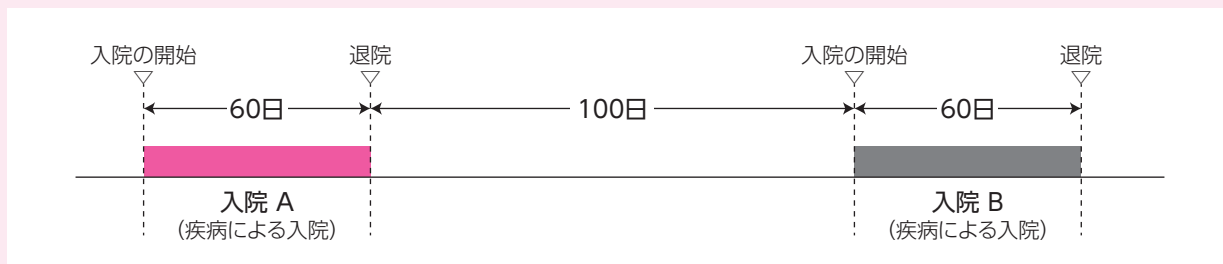 入院の開始
退院
入院の開始
退院
60日
100日
60日
入院 A
(疾病による入院)
入院 B
(疾病による入院)